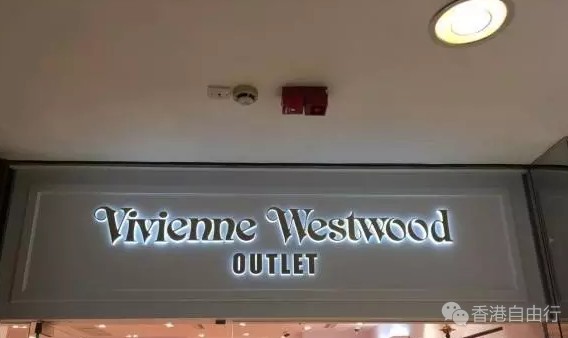 Vivienne Westwood
OUTLET
香港自由行